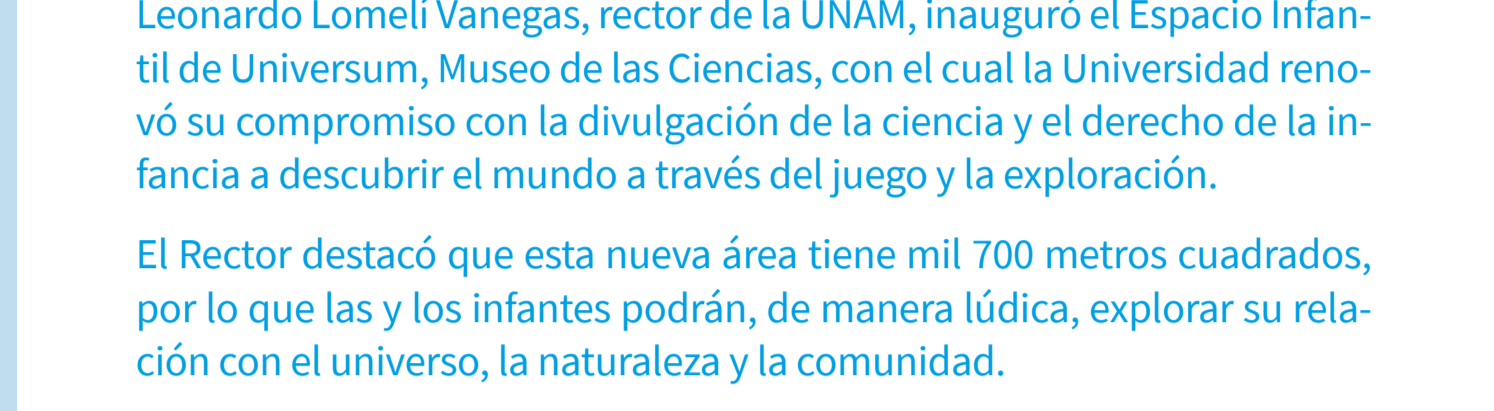 Leonardo Lomelí Vanegas, rector de la UNAM, inauguró el Espacio Infan-
til de Universum, Museo de las Ciencias, con el cual la Universidad reno-
vó su compromiso con la divulgación de la ciencia y el derecho de la in-
fancia a descubrir el mundo a través del juego y la exploración.
El Rector destacó que esta nueva área tiene mil 700 metros cuadrados,
por lo que las y los infantes podrán, de manera lúdica, explorar su rela-
ción con el universo, la naturaleza y la comunidad.